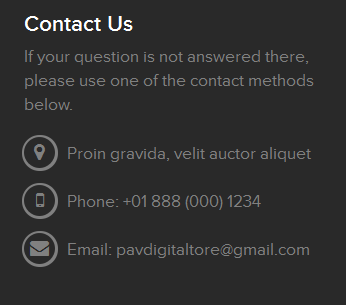 Contact Us
If your question is not answered there,
please use one of the contact methods
below.
Proin gravida, velit auctor aliquet
Phone: +01 888 (000) 1234
Email: pavdigitaltore@gmail.com